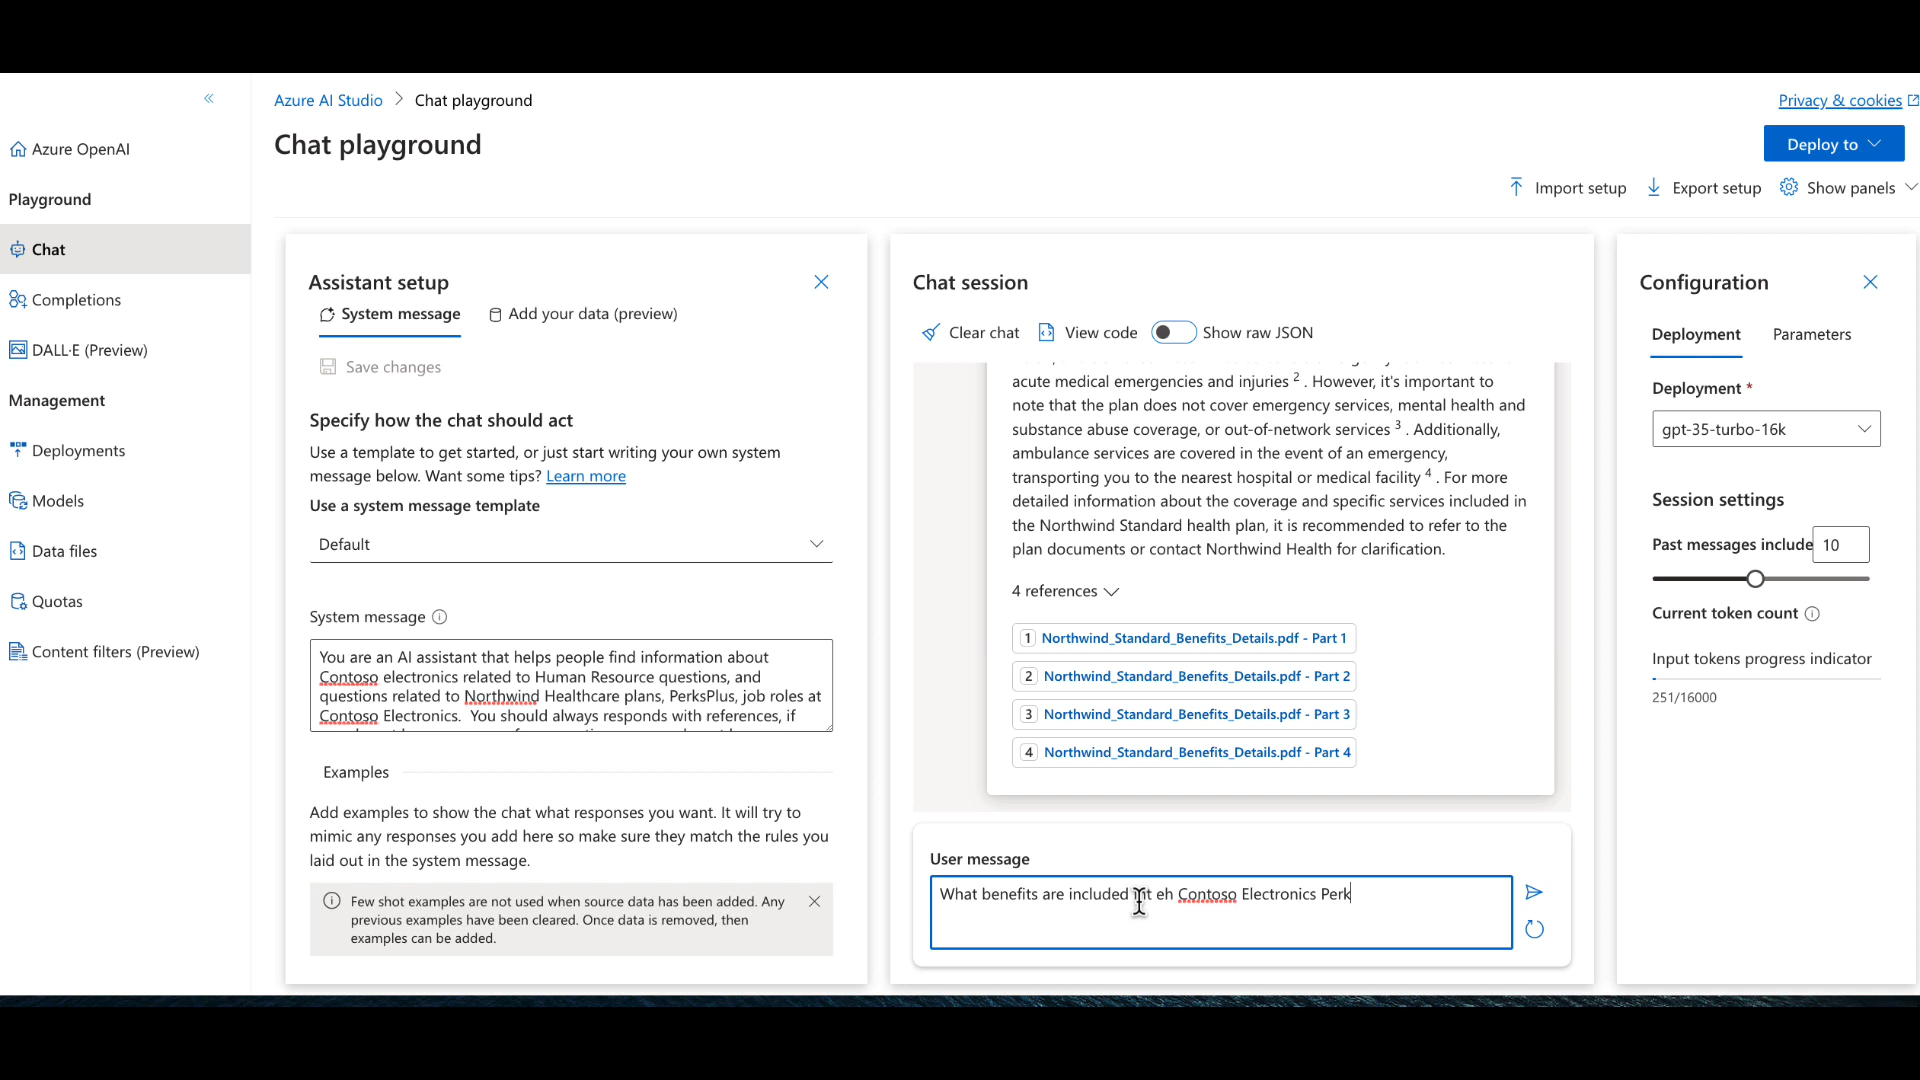 Azure AI Studio > Chat playground
Privacy & cookies
Chat playground
Deploy to
Import setup
Export setup
Show panels
Azure OpenAI
Playground
Chat
Completions
DALL·E (Preview)
Management
Deployments
Models
Data files
Quotas
Content filters (Preview)
Assistant setup
System message
Add your data (preview)
Save changes
Specify how the chat should act
Use a template to get started, or just start writing your own system
message below. Want some tips? Learn more
Use a system message template
Default
System message
You are an AI assistant that helps people find information about
Contoso electronics related to Human Resource questions, and
questions related to Northwind Healthcare plans, PerksPlus, job roles at
Contoso Electronics.  You should always responds with references, if
Examples
Add examples to show the chat what responses you want. It will try to
mimic any responses you add here so make sure they match the rules you
laid out in the system message.
Few shot examples are not used when source data has been added. Any
previous examples have been cleared. Once data is removed, then
examples can be added.
Chat session
Clear chat
View code
Show raw JSON
acute medical emergencies and injuries 2 . However, it's important to
note that the plan does not cover emergency services, mental health and
substance abuse coverage, or out-of-network services 3 . Additionally,
ambulance services are covered in the event of an emergency,
transporting you to the nearest hospital or medical facility 4 . For more
detailed information about the coverage and specific services included in
the Northwind Standard health plan, it is recommended to refer to the
plan documents or contact Northwind Health for clarification.
4 references
1 Northwind_Standard_Benefits_Details.pdf - Part 1
2 Northwind_Standard_Benefits_Details.pdf - Part 2
3 Northwind_Standard_Benefits_Details.pdf - Part 3
4 Northwind_Standard_Benefits_Details.pdf - Part 4
User message
What benefits are included int eh Contoso Electronics Perk
Configuration
Deployment
Parameters
Deployment *
gpt-35-turbo-16k
Session settings
Past messages include
10
Current token count
Input tokens progress indicator
251/16000